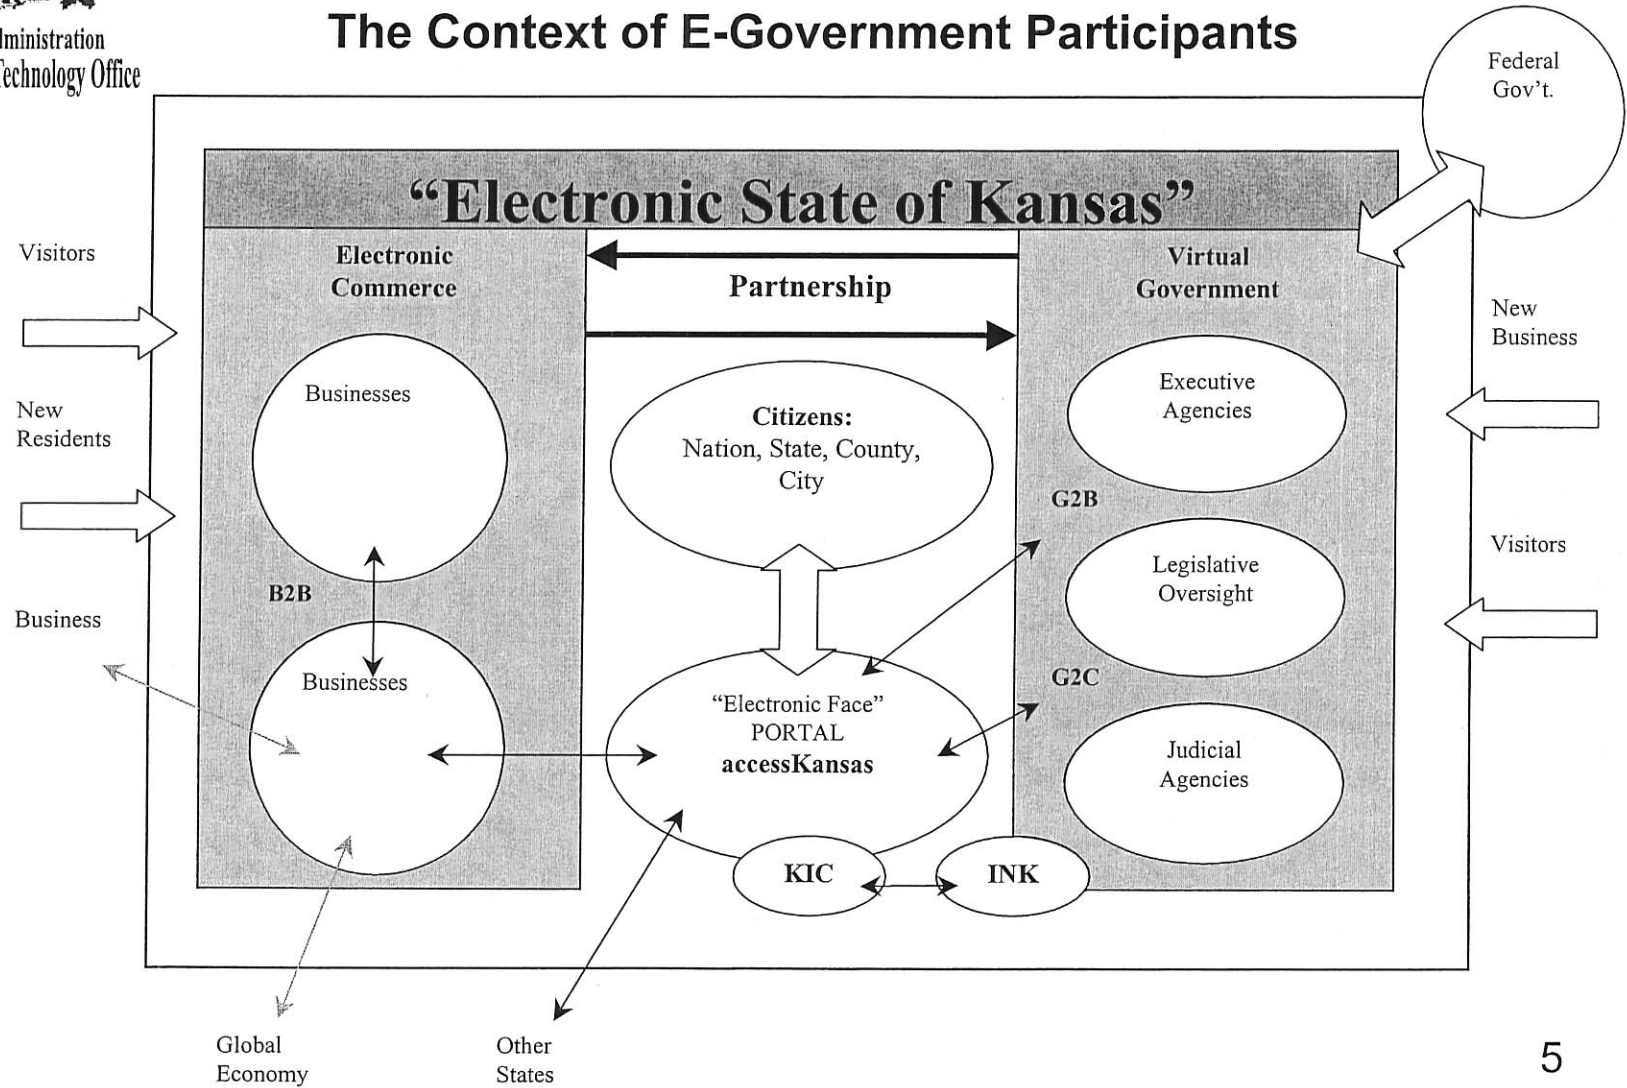 The Context of E-Government Participants
Technology Office
Federal
Gov't.
“Electronic State of Kansas”
Visitors
Electronic
Commerce
Partnership
Virtual
Government
New
Business
Businesses
Citizens:
Nation, State, County,
City
Executive
Agencies
New
Residents
G2B
Visitors
Legislative
Oversight
B2B
Business
Businesses
G2C
“Electronic Face”
PORTAL
accessKansas
Judicial
Agencies
KIC
INK
Global
Economy
Other
States
5